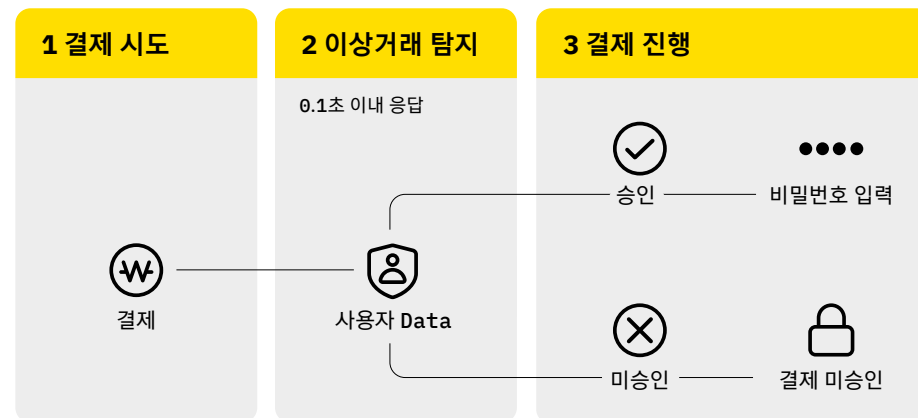 1 결제 시도
2 이상거래 탐지
3 결제 진행
0.1초 이내 응답
승인
비밀번호 입력
결제
사용자 Data
미승인
결제 미승인